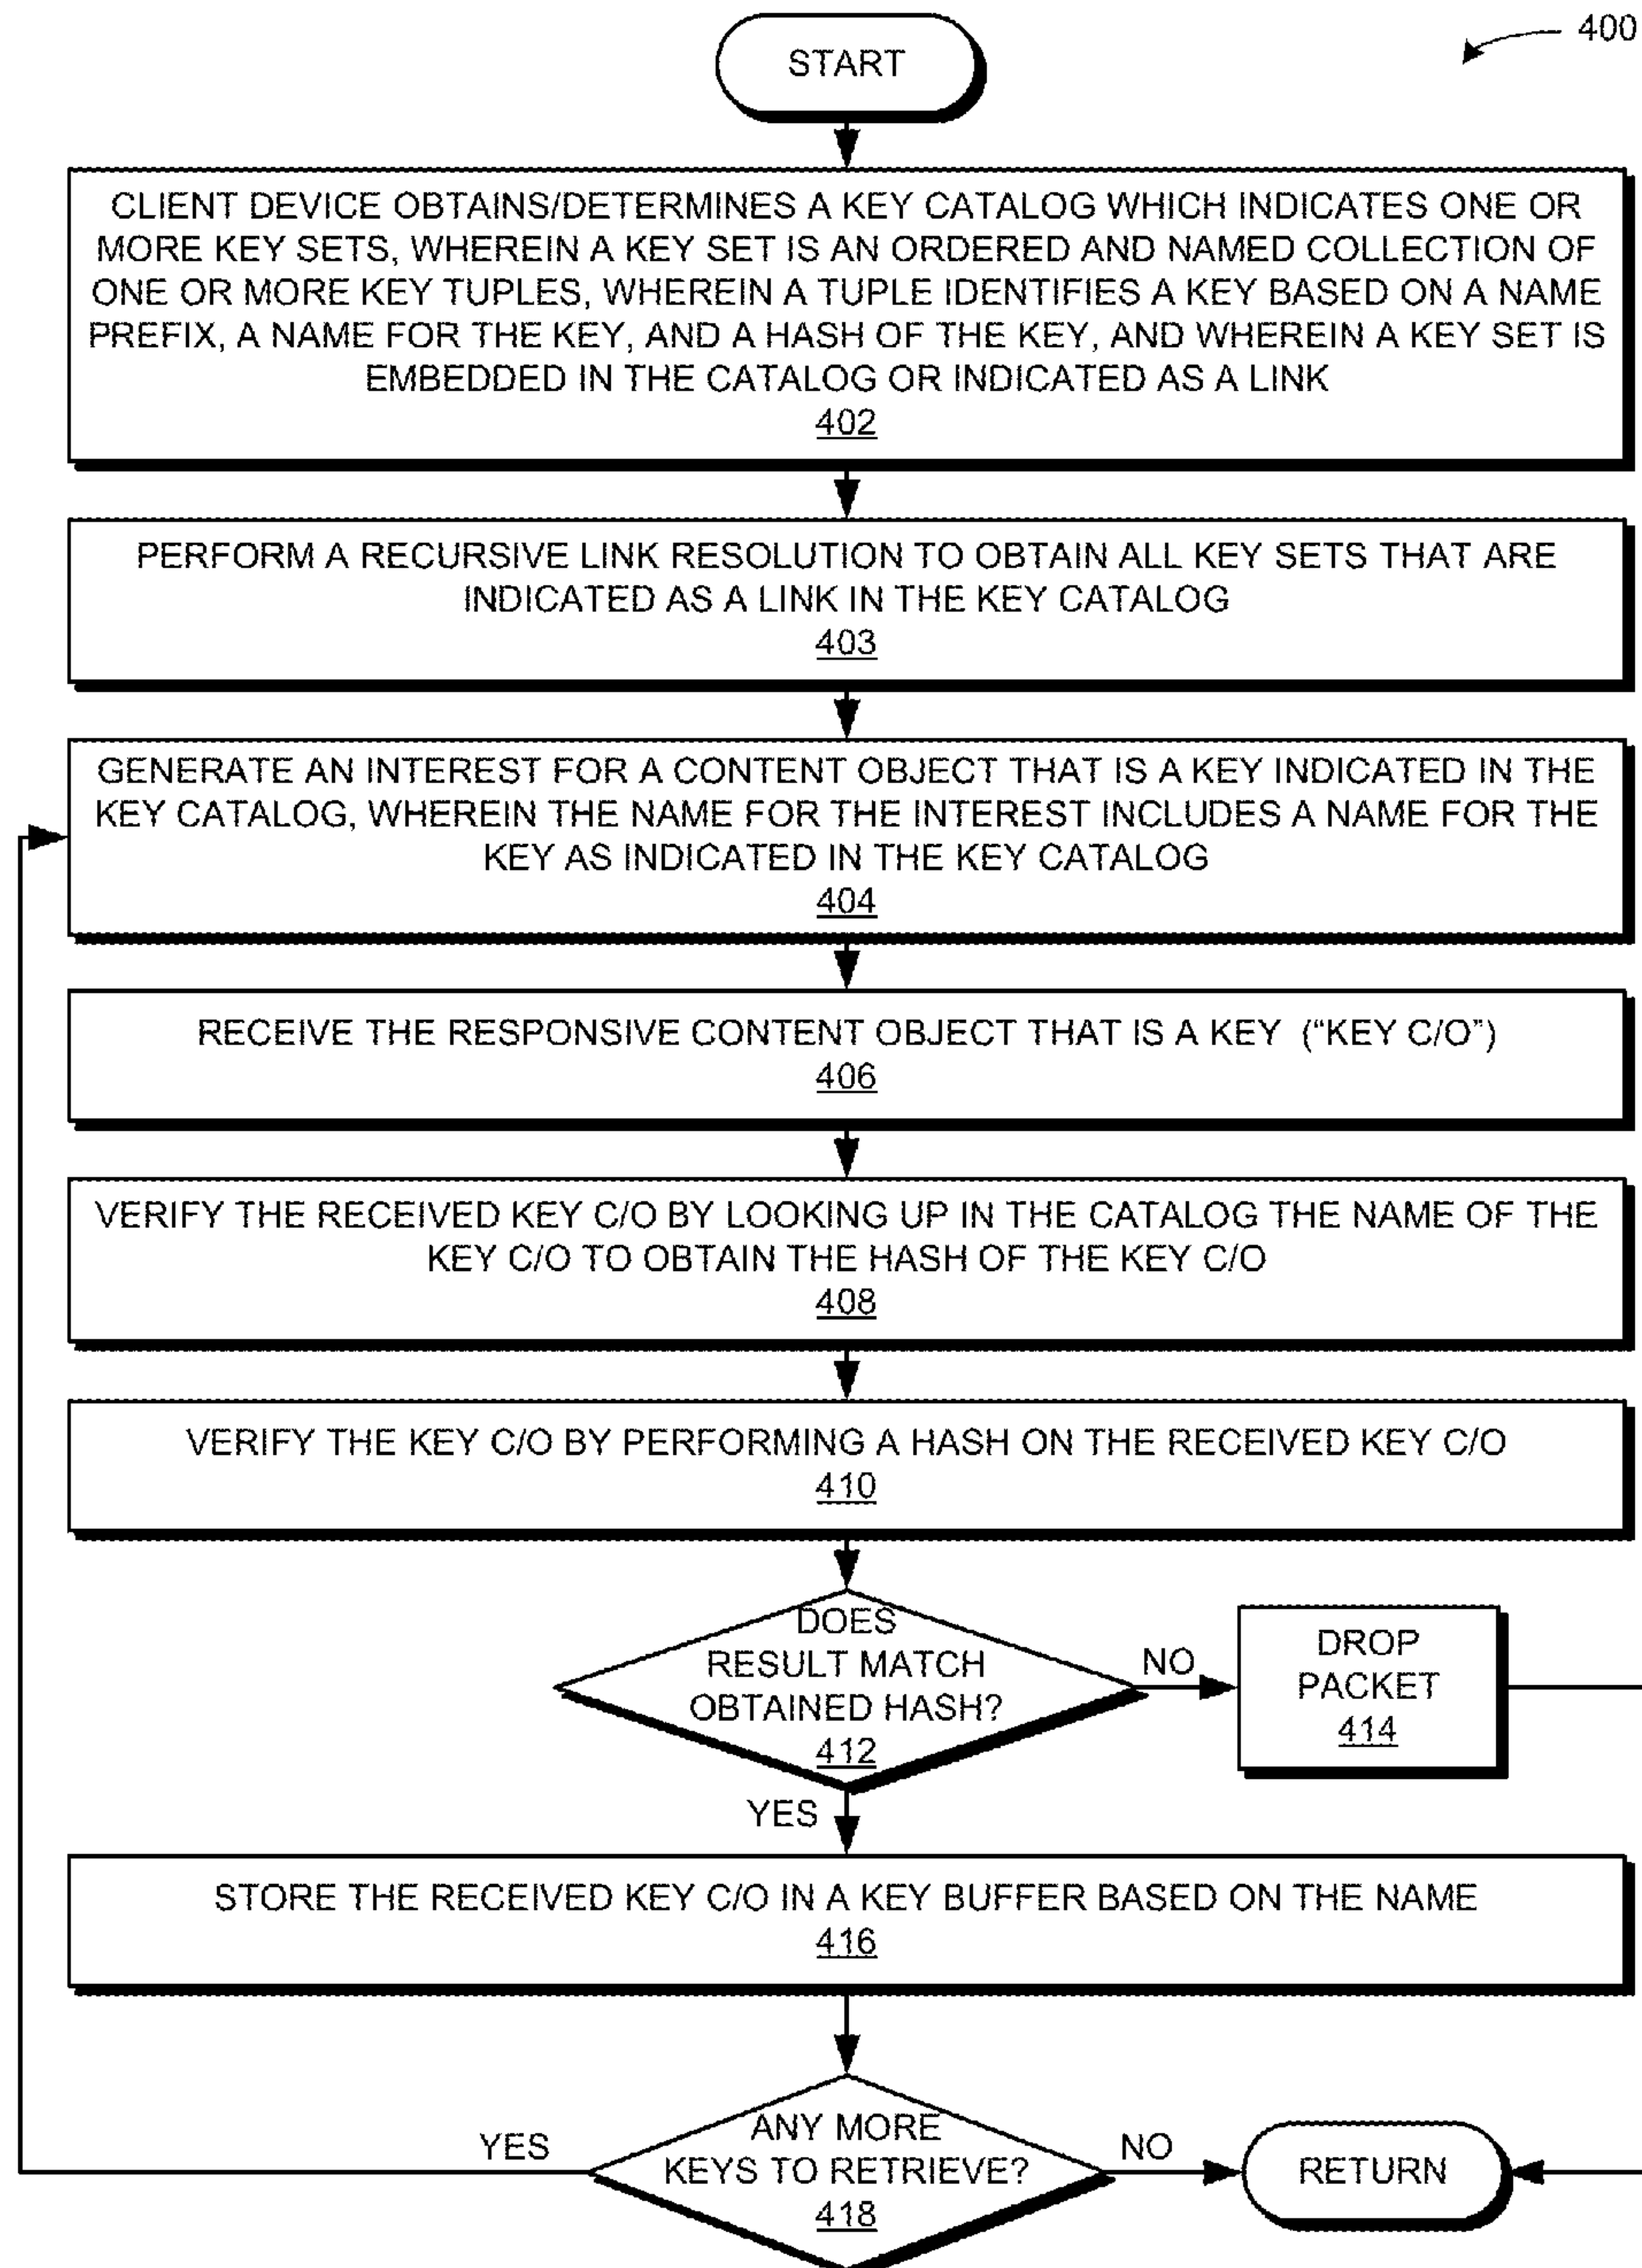 400
START
CLIENT DEVICE OBTAINS/DETERMINES A KEY CATALOG WHICH INDICATES ONE OR
MORE KEY SETS, WHEREIN A KEY SET IS AN ORDERED AND NAMED COLLECTION OF
ONE OR MORE KEY TUPLES, WHEREIN A TUPLE IDENTIFIES A KEY BASED ON A NAME
PREFIX, A NAME FOR THE KEY, AND A HASH OF THE KEY, AND WHEREIN A KEY SET IS
EMBEDDED IN THE CATALOG OR INDICATED AS A LINK
402
PERFORM A RECURSIVE LINK RESOLUTION TO OBTAIN ALL KEY SETS THAT ARE
INDICATED AS A LINK IN THE KEY CATALOG
403
GENERATE AN INTEREST FOR A CONTENT OBJECT THAT IS A KEY INDICATED IN THE
KEY CATALOG, WHEREIN THE NAME FOR THE INTEREST INCLUDES A NAME FOR THE
KEY AS INDICATED IN THE KEY CATALOG
404
RECEIVE THE RESPONSIVE CONTENT OBJECT THAT IS A KEY ("KEY C/O")
406
VERIFY THE RECEIVED KEY C/O BY LOOKING UP IN THE CATALOG THE NAME OF THE
KEY C/O TO OBTAIN THE HASH OF THE KEY C/O
408
VERIFY THE KEY C/O BY PERFORMING A HASH ON THE RECEIVED KEY C/O
410
DOES
RESULT MATCH
OBTAINED HASH?
412
NO
DROP
PACKET
414
YES
STORE THE RECEIVED KEY C/O IN A KEY BUFFER BASED ON THE NAME
416
YES
ANY MORE
KEYS TO RETRIEVE?
418
NO
RETURN